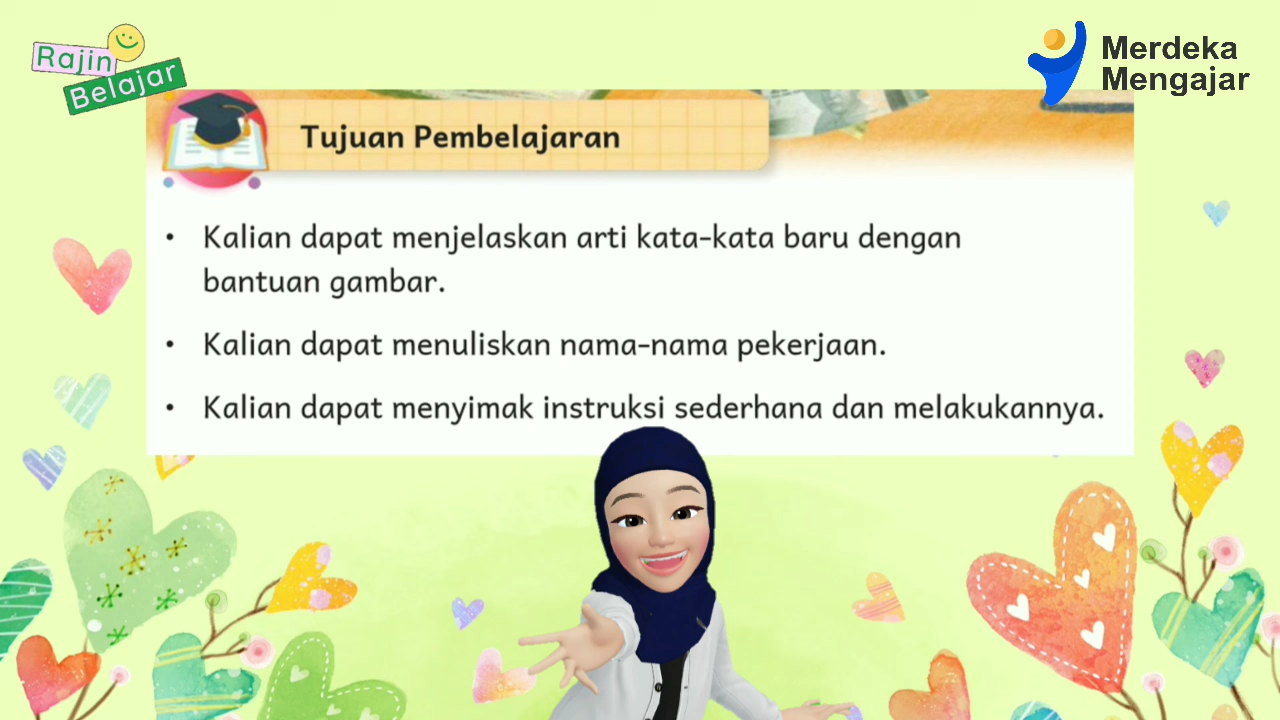 Rajin
Belajar
Merdeka
Mengajar
Tujuan Pembelajaran
• Kalian dapat menjelaskan arti kata-kata baru dengan
bantuan gambar.
• Kalian dapat menuliskan nama-nama pekerjaan.
• Kalian dapat menyimak instruksi sederhana dan melakukannya.